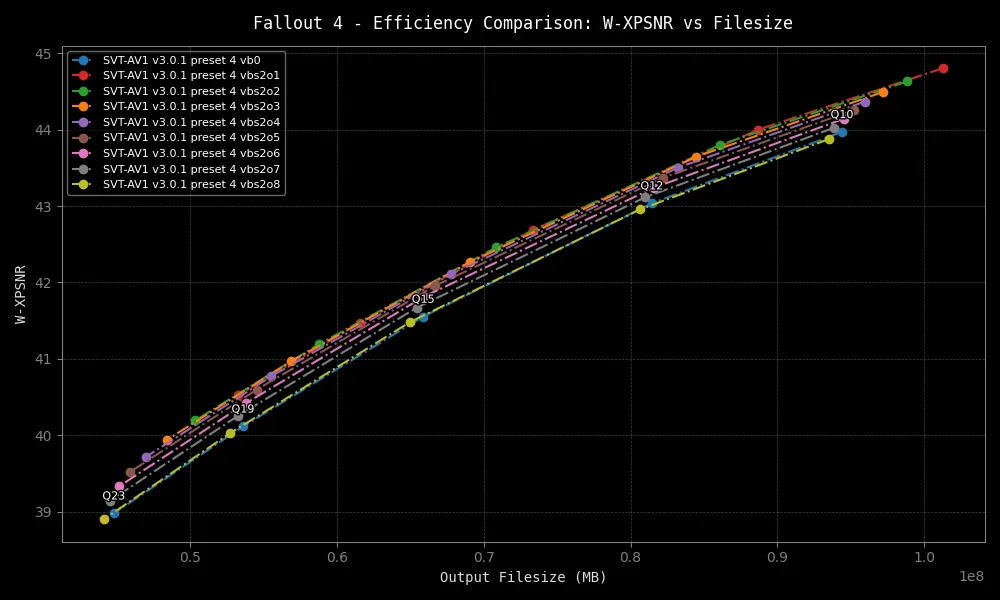 Fallout 4 - Efficiency Comparison: W-XPSNR vs Filesize
SVT-AV1 v3.0.1 preset 4 vb0
SVT-AV1 v3.0.1 preset 4 vbs2o1
SVT-AV1 v3.0.1 preset 4 vbs2o2
SVT-AV1 v3.0.1 preset 4 vbs2o3
SVT-AV1 v3.0.1 preset 4 vbs2o4
SVT-AV1 v3.0.1 preset 4 vbs2o5
SVT-AV1 v3.0.1 preset 4 vbs2o6
SVT-AV1 v3.0.1 preset 4 vbs2o7
SVT-AV1 v3.0.1 preset 4 vbs2o8
W-XPSNR
45
44
43
42
41
40
39
Q10
Q12
Q15
Q19
Q23
0.5
0.6
0.7
0.8
0.9
1.0
1e8
Output Filesize (MB)